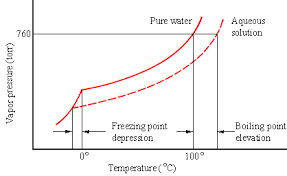 Pure water
Aqueous
solution
760
Vapor pressure (torr)
Freezing point
depression
Boiling point
elevation
0°
100°
Temperature (°C)